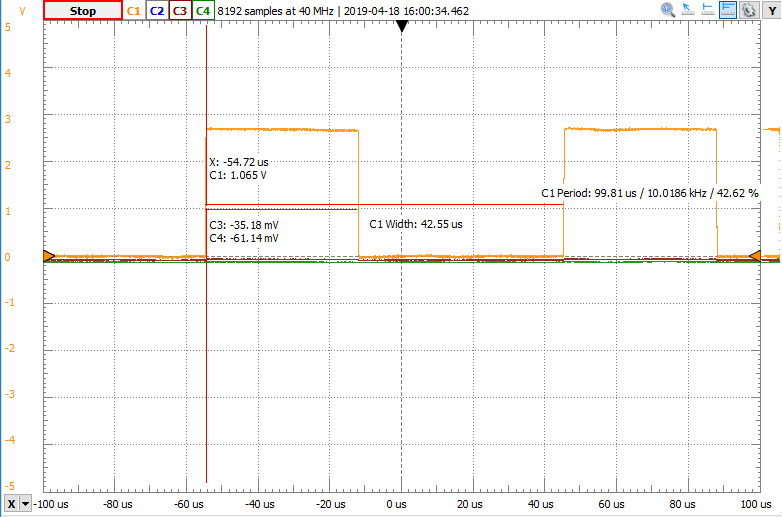 V Stop C1 C2 C3 C4 8192 samples at 40 MHz | 2019-04-18 16:00:34.462 Y
5
4
3
2
X: -54.72 us
C1: 1.065 V
C1 Period: 99.81 us / 10.0186 kHz / 42.62 %
1
C3: -35.18 mV
C4: -61.14 mV
C1 Width: 42.55 us
0
-1
-2
-3
-4
-5
X -100 us -80 us -60 us -40 us -20 us 0 us 20 us 40 us 60 us 80 us 100 us